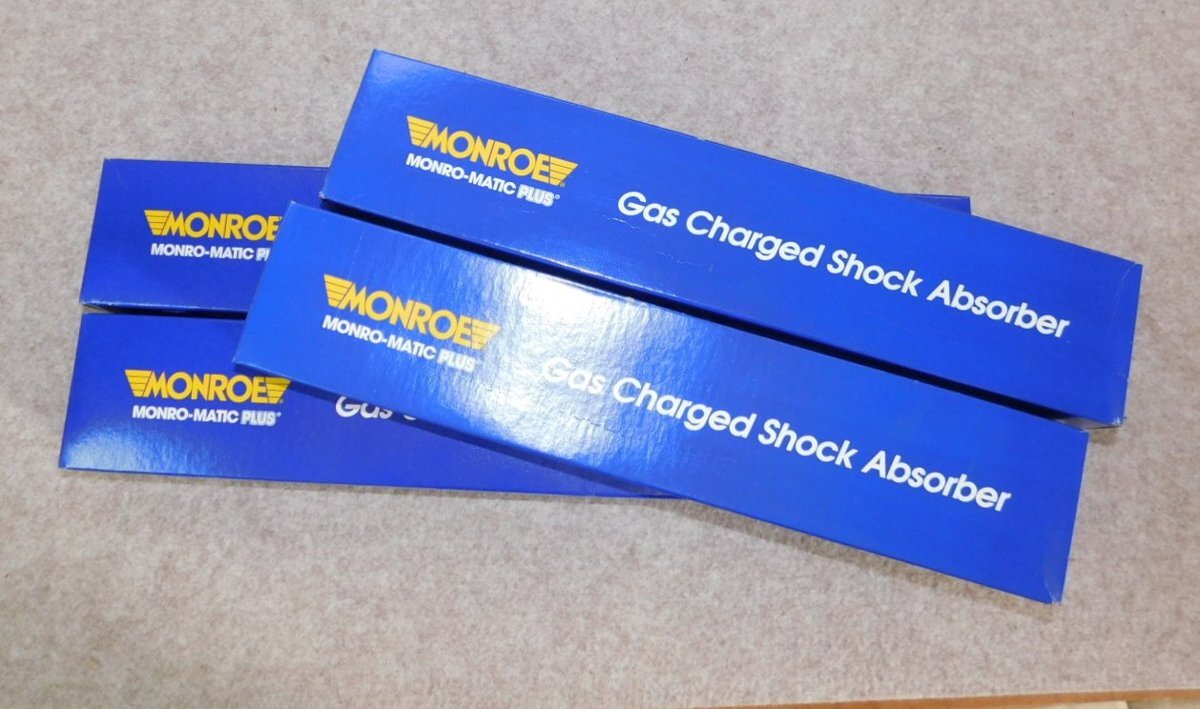 MONROE®
MONRO-MATIC PLUS®
Gas Charged Shock Absorber
MONROE
MONRO-MATIC
MONROE
MONRO-MATIC PLUS
Gas Charged Shock Absorber
MONROE
MONRO-MATIC PLUS®
Gas